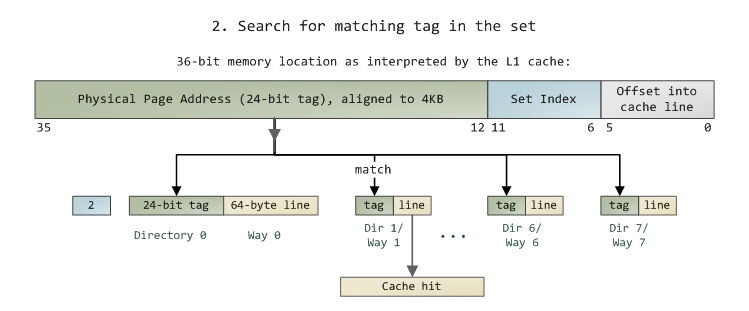 2. Search for matching tag in the set
36-bit memory location as interpreted by the L1 cache:
Physical Page Address (24-bit tag), aligned to 4KB
Set Index
Offset into
cache line
35
12
11
6
5
0
match
2
24-bit tag
64-byte line
tag
line
tag
line
tag
line
Directory 0
Way 0
Dir 1/
Way 1
...
Dir 6/
Way 6
Dir 7/
Way 7
Cache hit